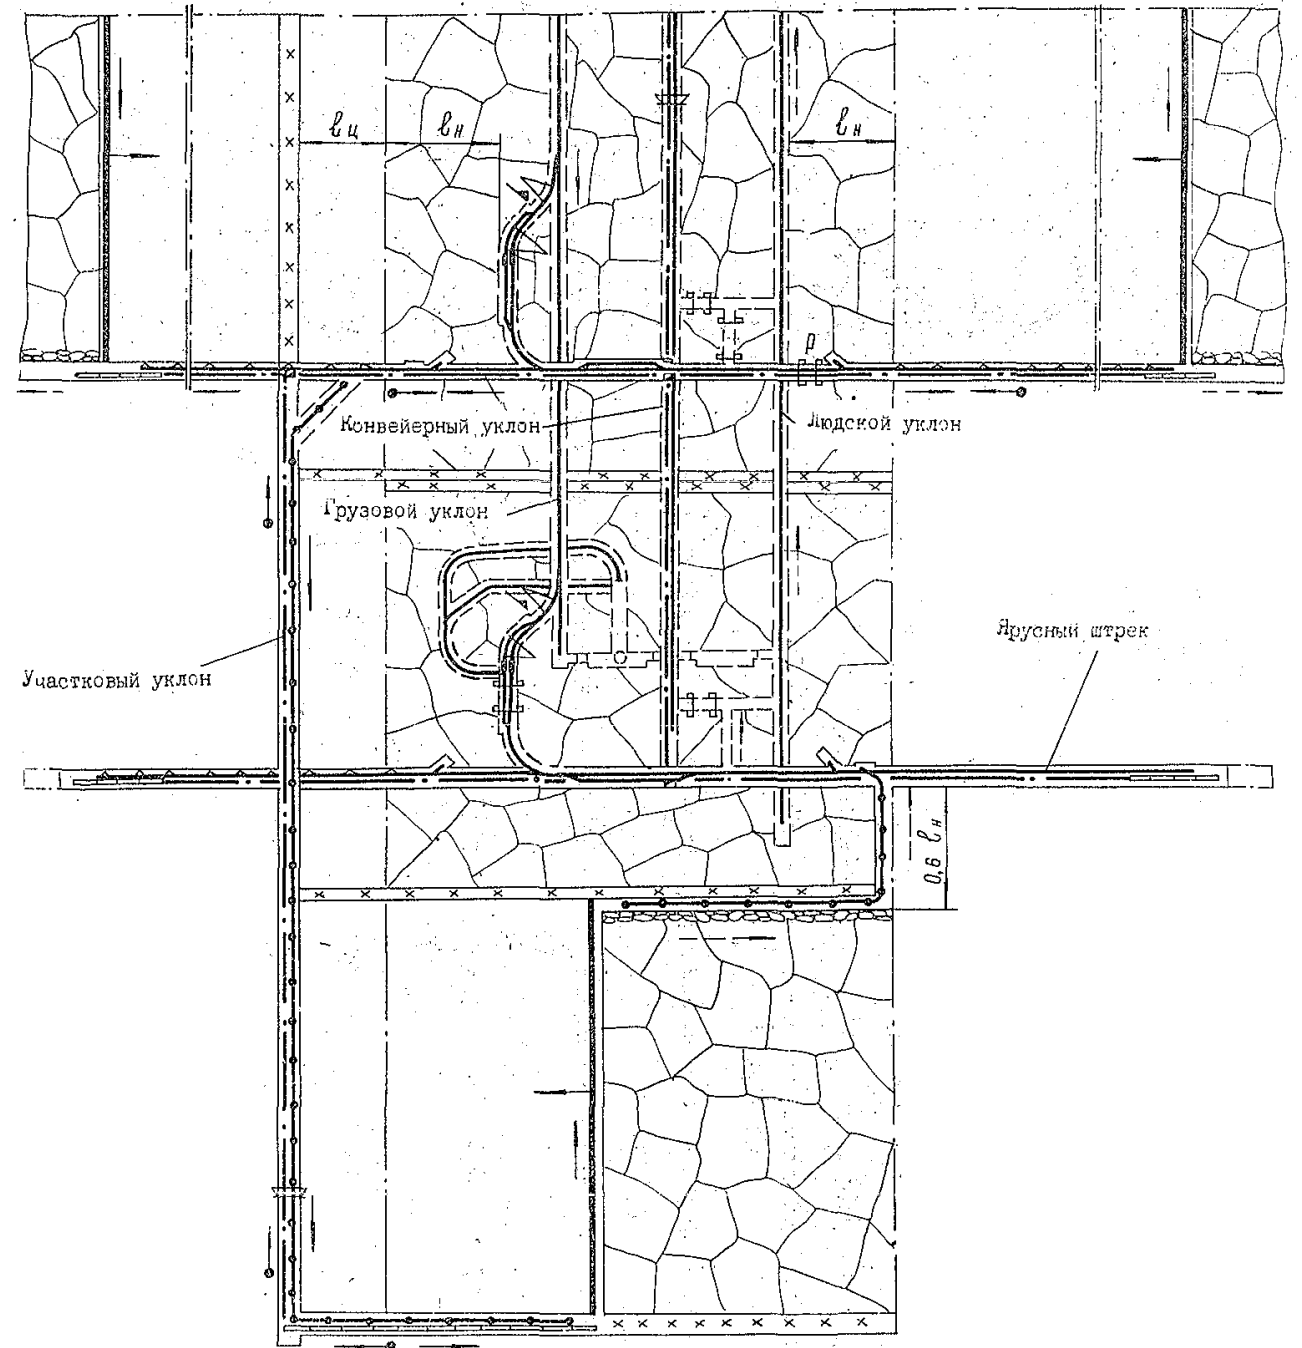 ℓц
ℓн
ℓн
Р
Конвейерный уклон
Людской уклон
Грузовой уклон
Ярусный штрек
Участковый уклон
0,6 ℓн